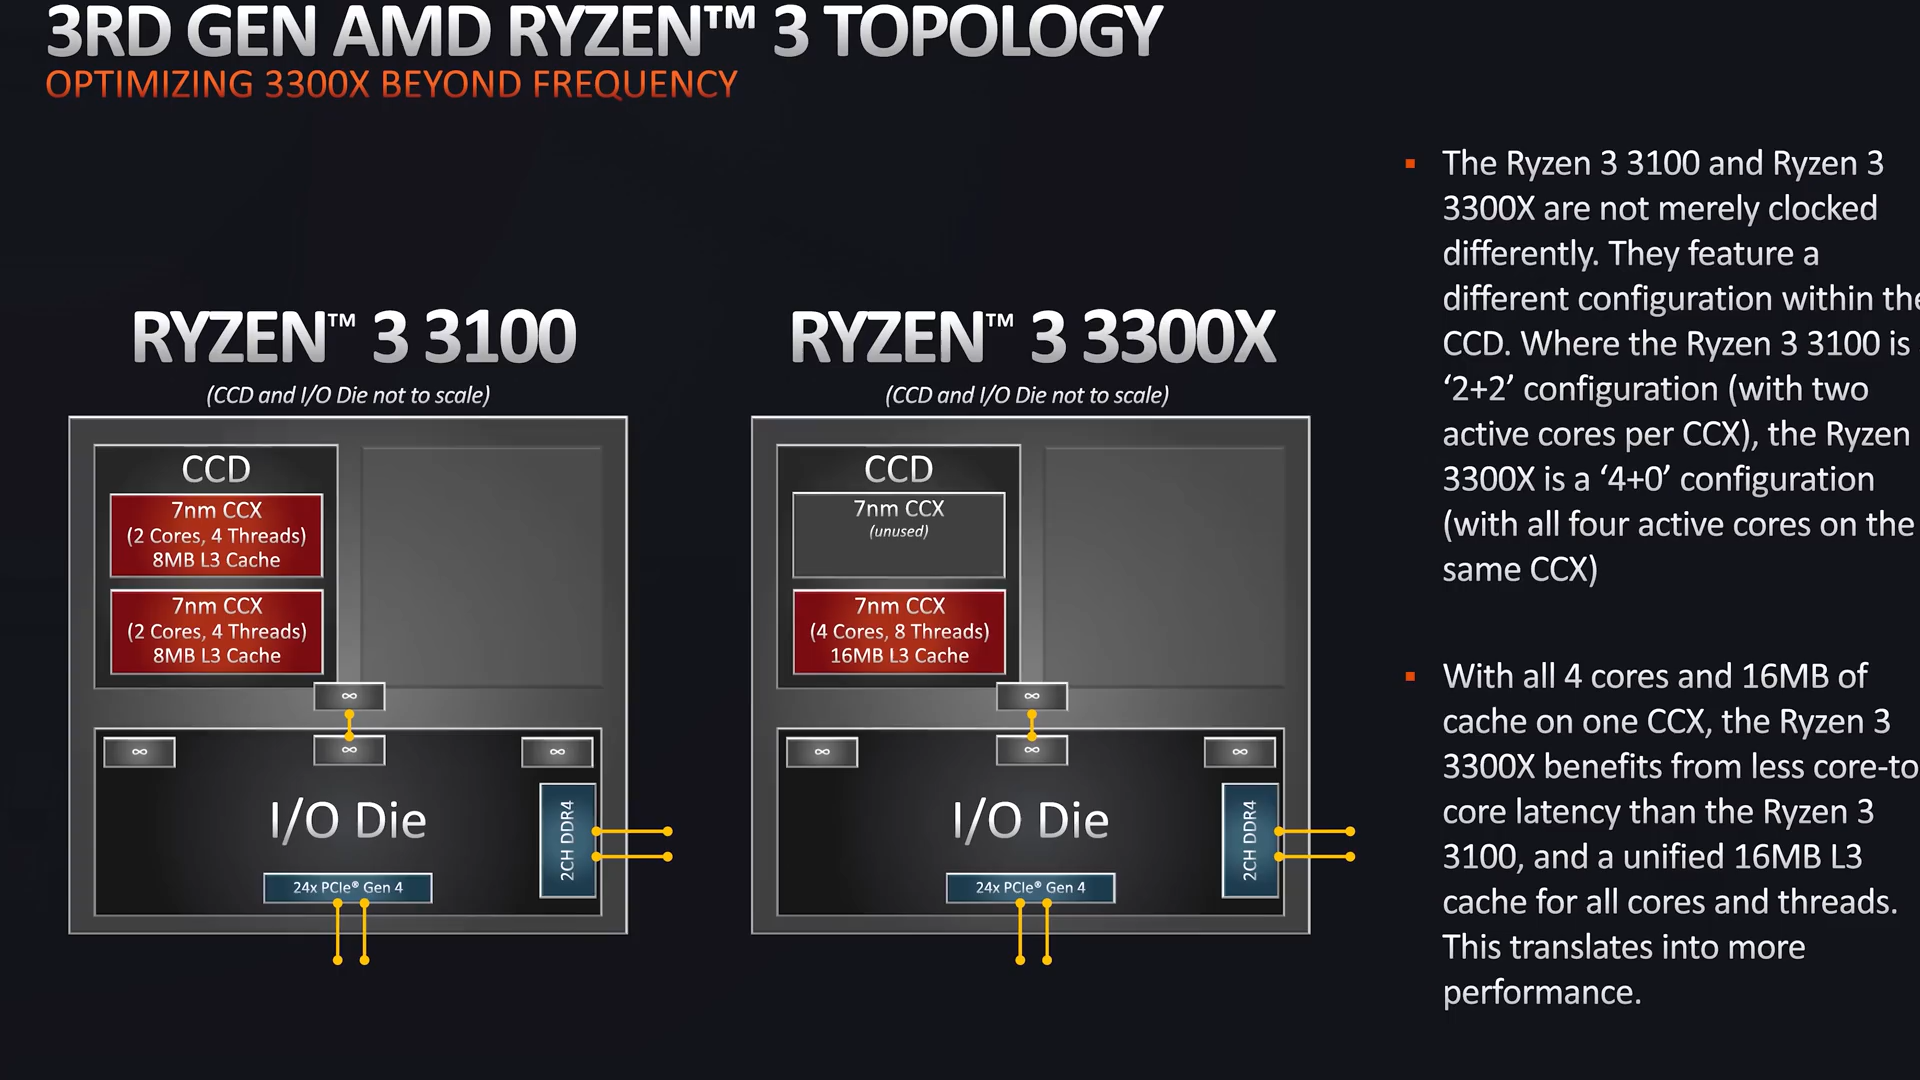 3RD GEN AMD RYZEN™ 3 TOPOLOGY
OPTIMIZING 3300X BEYOND FREQUENCY
RYZEN™ 3 3100
(CCD and I/O Die not to scale)
CCD
7nm CCX
(2 Cores, 4 Threads)
8MB L3 Cache
7nm CCX
(2 Cores, 4 Threads)
8MB L3 Cache
∞
∞
∞
∞
I/O Die
2CH DDR4
24x PCIe® Gen 4
RYZEN™ 3 3300X
(CCD and I/O Die not to scale)
CCD
7nm CCX
(unused)
7nm CCX
(4 Cores, 8 Threads)
16MB L3 Cache
∞
∞
∞
∞
I/O Die
2CH DDR4
24x PCIe® Gen 4
▪ The Ryzen 3 3100 and Ryzen 3
3300X are not merely clocked
differently. They feature a
different configuration within the
CCD. Where the Ryzen 3 3100 is
‘2+2’ configuration (with two
active cores per CCX), the Ryzen
3300X is a ‘4+0’ configuration
(with all four active cores on the
same CCX)
▪ With all 4 cores and 16MB of
cache on one CCX, the Ryzen 3
3300X benefits from less core-to
core latency than the Ryzen 3
3100, and a unified 16MB L3
cache for all cores and threads.
This translates into more
performance.